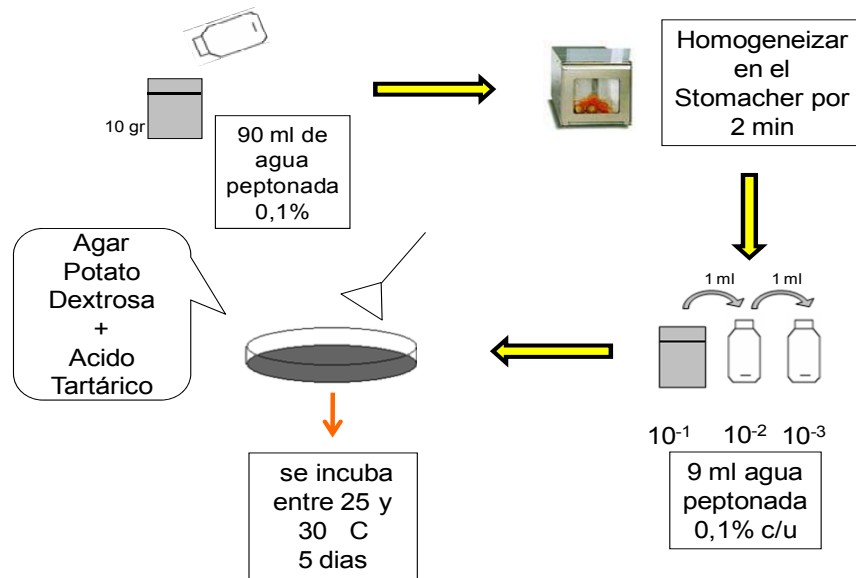 10 gr
90 ml de
agua
peptonada
0,1%
Homogeneizar
en el
Stomacher por
2 min
1 ml
1 ml
10-1
10-2
10-3
9 ml agua
peptonada
0,1% c/u
Agar
Potato
Dextrosa
+
Acido
Tartárico
se incuba
entre 25 y
30 C
5 dias